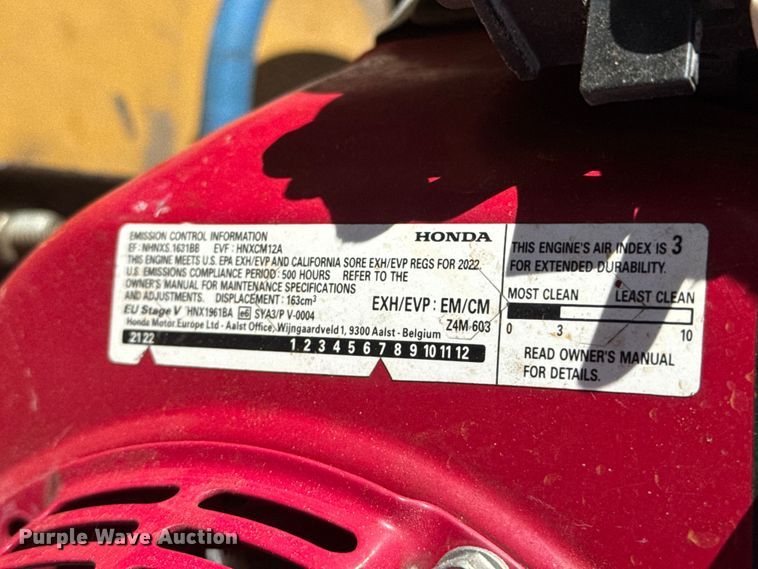 EMISSION CONTROL INFORMATION
EF: NHNXS.1631BB EVF: HNXCM12A
HONDA
THIS ENGINE MEETS U.S. EPA EXH/EVP AND CALIFORNIA SORE EXH/EVP REGS FOR 2022
U.S. EMISSIONS COMPLIANCE PERIOD: 500 HOURS REFER TO THE
OWNER'S MANUAL FOR MAINTENANCE SPECIFICATIONS
AND ADJUSTMENTS. DISPLACEMENT: 163cm³
EXH/EVP: EM/CM
EU Stage V HNX1961BA e6 SYA3/P V-0004
Z4M 603
Honda Motor Europe Ltd - Aalst Office, Wijngaardveld 1, 9300 Aalst - Belgium
21 22 1 2 3 4 5 6 7 8 9 10 11 12
THIS ENGINE'S AIR INDEX IS 3
FOR EXTENDED DURABILITY.
MOST CLEAN LEAST CLEAN
0 3 10
READ OWNER'S MANUAL
FOR DETAILS.
Purple Wave Auction